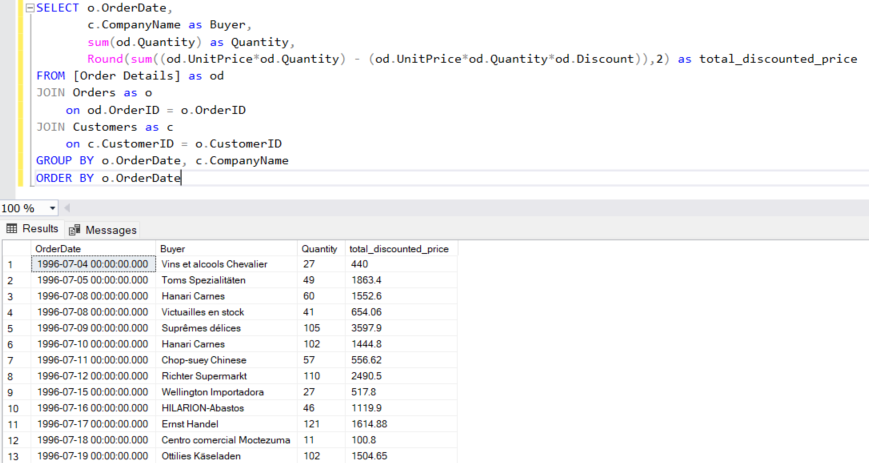 SELECT o.OrderDate,
c.CompanyName as Buyer,
sum(od.Quantity) as Quantity,
Round(sum((od.UnitPrice*od.Quantity) - (od.UnitPrice*od.Quantity*od.Discount)),2) as total_discounted_price
FROM [Order Details] as od
JOIN Orders as o
on od.OrderID = o.OrderID
JOIN Customers as c
on c.CustomerID = o.CustomerID
GROUP BY o.OrderDate, c.CompanyName
ORDER BY o.OrderDate
100 %
Results Messages
OrderDate Buyer Quantity total_discounted_price
1 1996-07-04 00:00:00.000 Vins et alcools Chevalier 27 440
2 1996-07-05 00:00:00.000 Toms Spezialitäten 49 1863.4
3 1996-07-08 00:00:00.000 Hanari Carnes 60 1552.6
4 1996-07-08 00:00:00.000 Victuailles en stock 41 654.06
5 1996-07-09 00:00:00.000 Suprêmes délices 105 3597.9
6 1996-07-10 00:00:00.000 Hanari Carnes 102 1444.8
7 1996-07-11 00:00:00.000 Chop-suey Chinese 57 556.62
8 1996-07-12 00:00:00.000 Richter Supermarkt 110 2490.5
9 1996-07-15 00:00:00.000 Wellington Importadora 27 517.8
10 1996-07-16 00:00:00.000 HILARION-Abastos 46 1119.9
11 1996-07-17 00:00:00.000 Ernst Handel 121 1614.88
12 1996-07-18 00:00:00.000 Centro comercial Moctezuma 11 100.8
13 1996-07-19 00:00:00.000 Ottilies Käseladen 102 1504.65